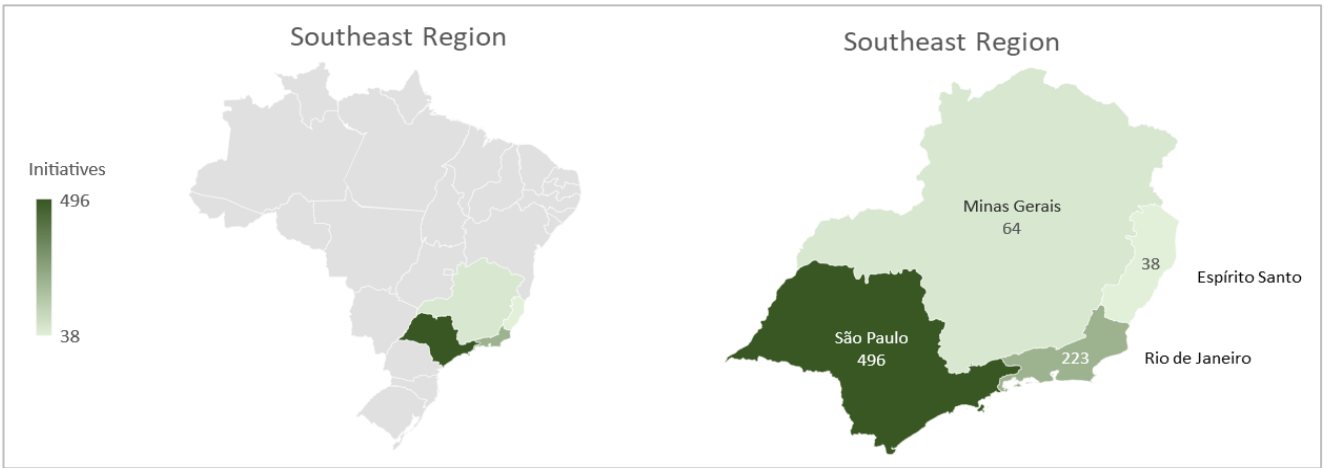 Southeast Region
Initiatives
496
38
Southeast Region
Minas Gerais
64
38
Espírito Santo
São Paulo
496
223
Rio de Janeiro